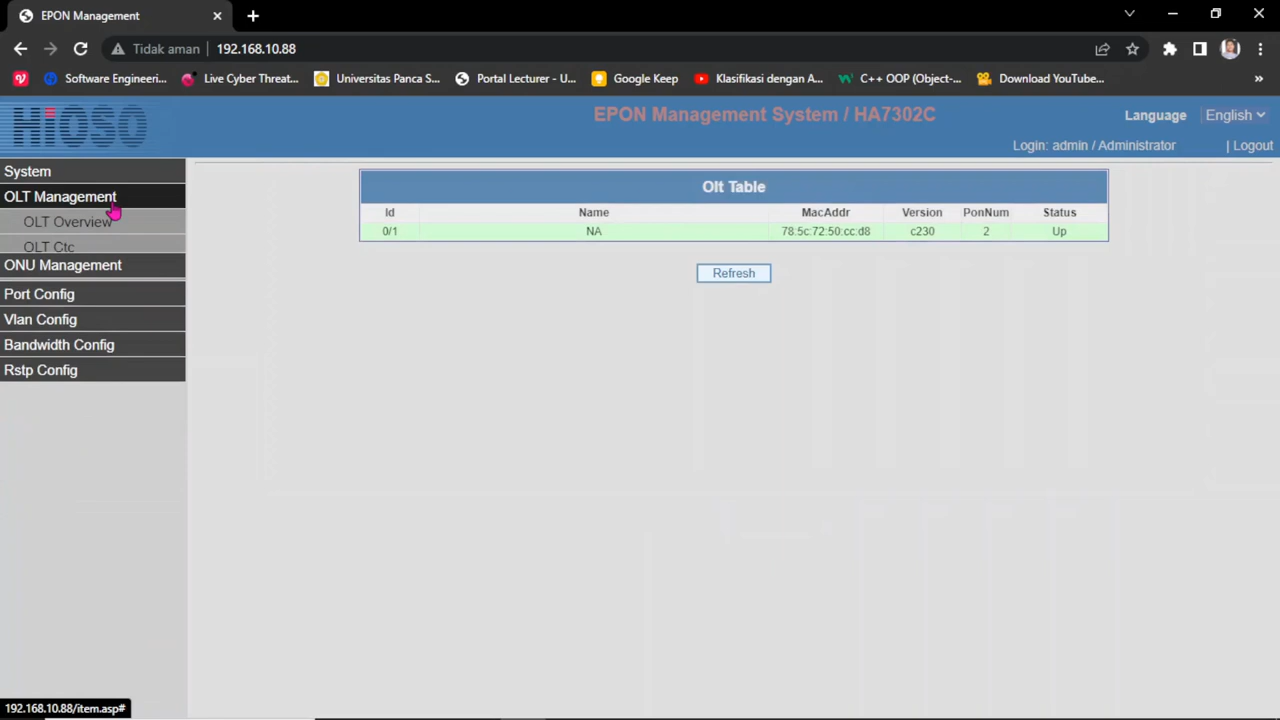 EPON Management
Tidak aman 192.168.10.88
Software Engineeri... Live Cyber Threat... Universitas Panca S... Portal Lecturer - U... Google Keep Klasifikasi dengan A... C++ OOP (Object-... Download YouTube... »
HiOSO
EPON Management System / HA7302C
Language English
Login: admin / Administrator | Logout
System
OLT Management
OLT Overview
OLT Ctc
ONU Management
Port Config
Vlan Config
Bandwidth Config
Rstp Config
Olt Table
Id Name MacAddr Version PonNum Status
0/1 NA 78:5c:72:50:cc:d8 c230 2 Up
Refresh
192.168.10.88/item.asp#